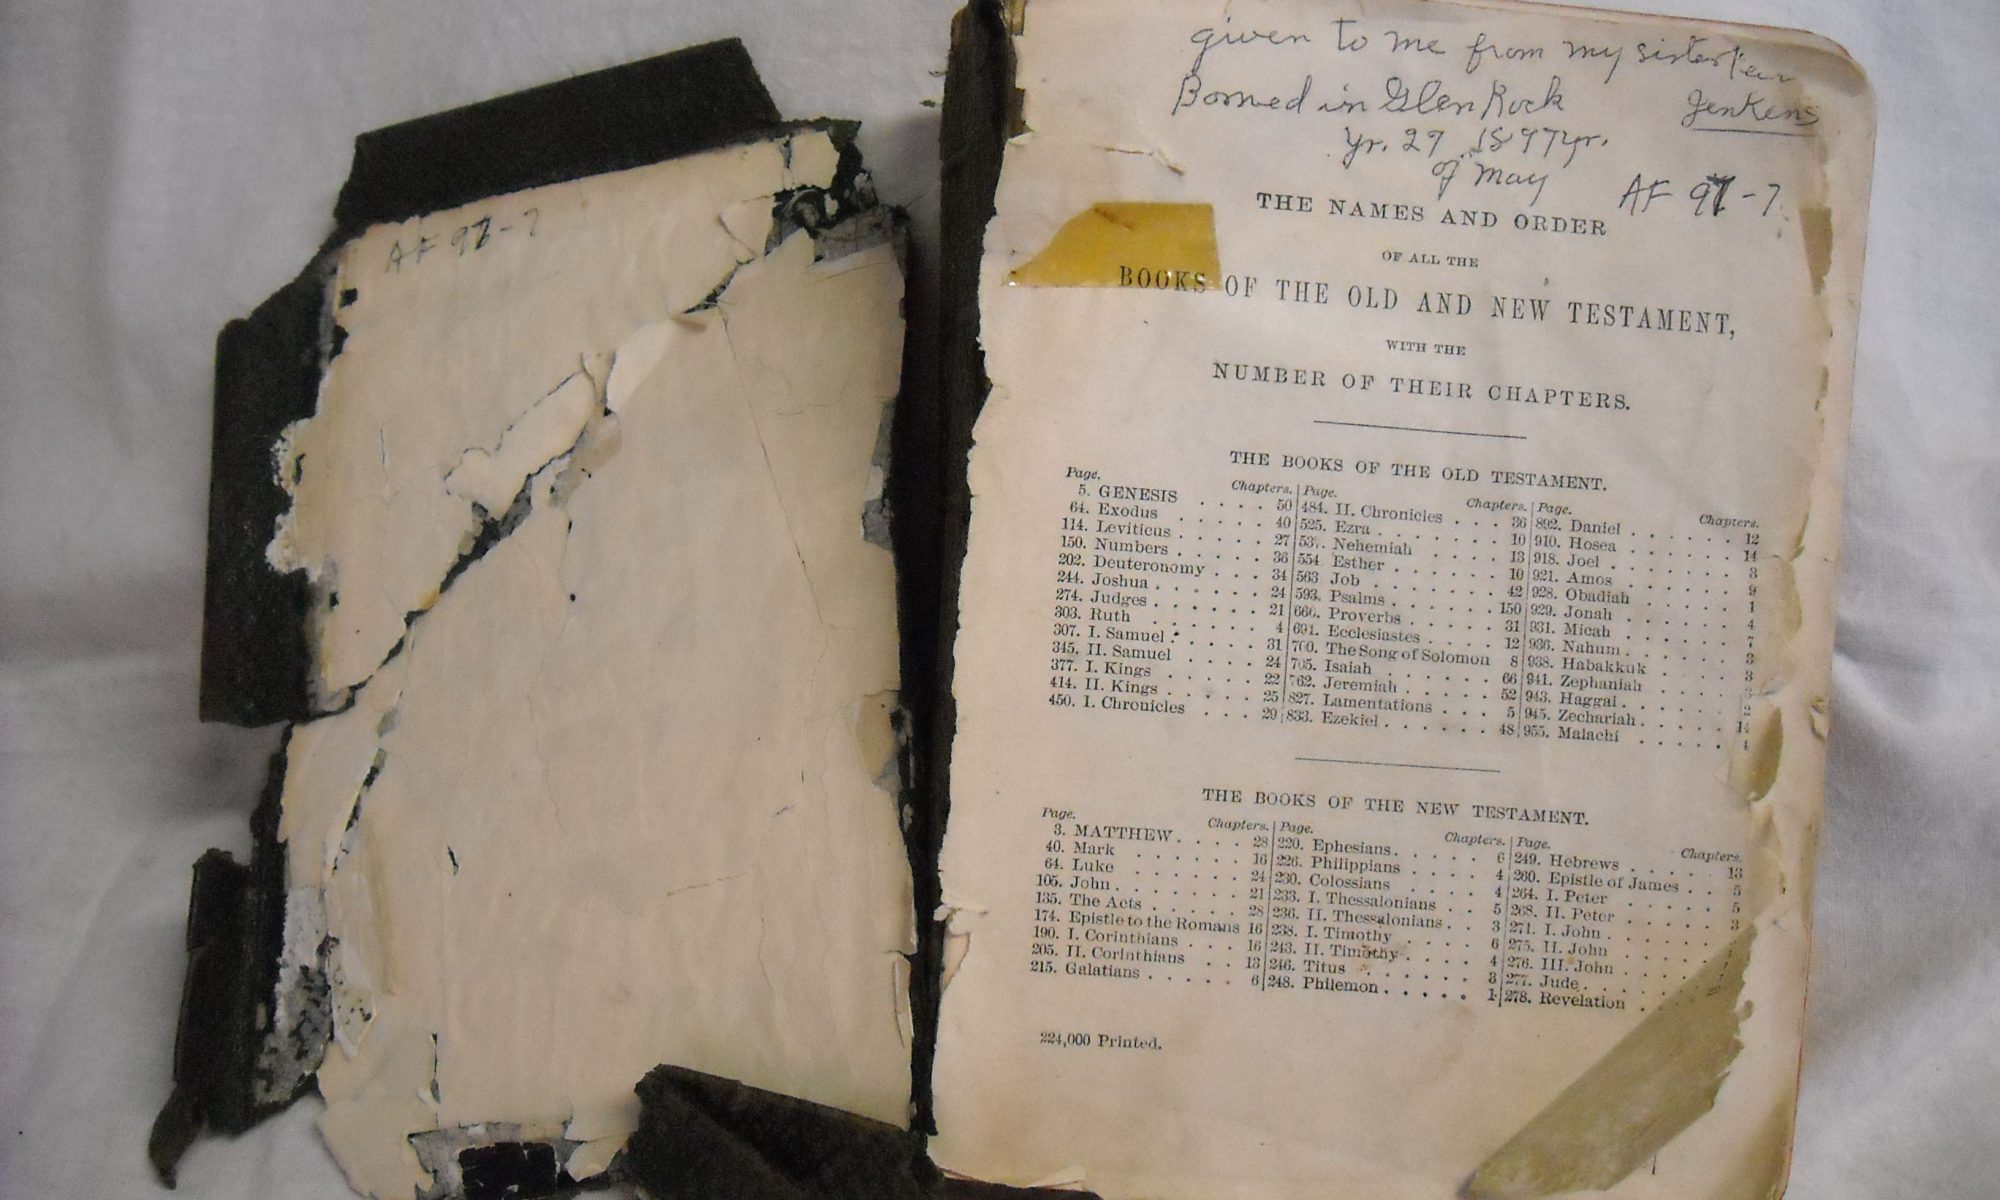 AF 97-7
given to me from my sister
Jenkens
Borned in Glen Rock
Yr. 29 1897 yr.
of May
AF 97-7
THE NAMES AND ORDER
OF ALL THE
BOOKS OF THE OLD AND NEW TESTAMENT,
WITH THE
NUMBER OF THEIR CHAPTERS.
THE BOOKS OF THE OLD TESTAMENT.
Page. Chapters.
5. GENESIS 50
64. Exodus 40
114. Leviticus 27
150. Numbers 36
202. Deuteronomy 34
244. Joshua 24
274. Judges 21
303. Ruth 4
307. I. Samuel 31
345. II. Samuel 24
377. I. Kings 22
414. II. Kings 25
450. I. Chronicles 29
Page. Chapters.
484. II. Chronicles 36
525. Ezra 10
Nehemiah 13
554 Esther 10
563 Job 42
593. Psalms 150
660. Proverbs 31
691. Ecclesiastes 12
700. The Song of Solomon 8
705. Isaiah 66
762. Jeremiah 52
827. Lamentations 5
833. Ezekiel 48
Page. Chapters.
892. Daniel 12
910. Hosea 14
918. Joel 3
921. Amos 9
928. Obadiah 1
929. Jonah 4
931. Micah 7
936. Nahum 3
938. Habakkuk 3
941. Zephaniah 3
943. Haggai 2
945. Zechariah 14
955. Malachi 4
THE BOOKS OF THE NEW TESTAMENT.
Page. Chapters.
3. MATTHEW 28
40. Mark 16
64. Luke 24
105. John 21
135. The Acts 28
174. Epistle to the Romans 16
190. I. Corinthians 16
205. II. Corinthians 13
215. Galatians 6
Page. Chapters.
220. Ephesians 6
226. Philippians 4
230. Colossians 4
233. I. Thessalonians 5
236. II. Thessalonians 3
238. I. Timothy 6
243. II. Timothy 4
246. Titus 3
248. Philemon 1
Page. Chapters.
249. Hebrews 13
260. Epistle of James 5
264. I. Peter 5
268. II. Peter 3
271. I. John
275. II. John
276. III. John
277. Jude
278. Revelation
224,000 Printed.